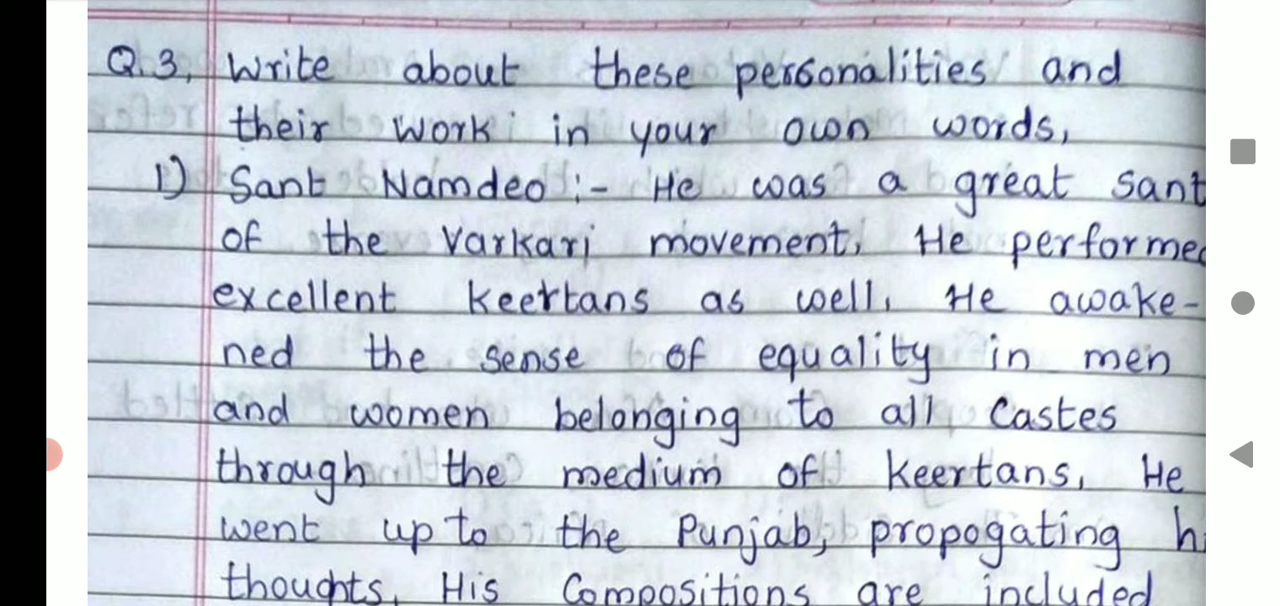 Q.3. Write about these personalities and
their work in your own words,
1) Sant Namdeo :- He was a great sant
of the Varkari movement. He performed
excellent keertans as well. He awake-
ned the sense of equality in men
and women belonging to all castes
through the medium of keertans. He
went up to the Punjab, propogating
thoughts. His Compositions are included